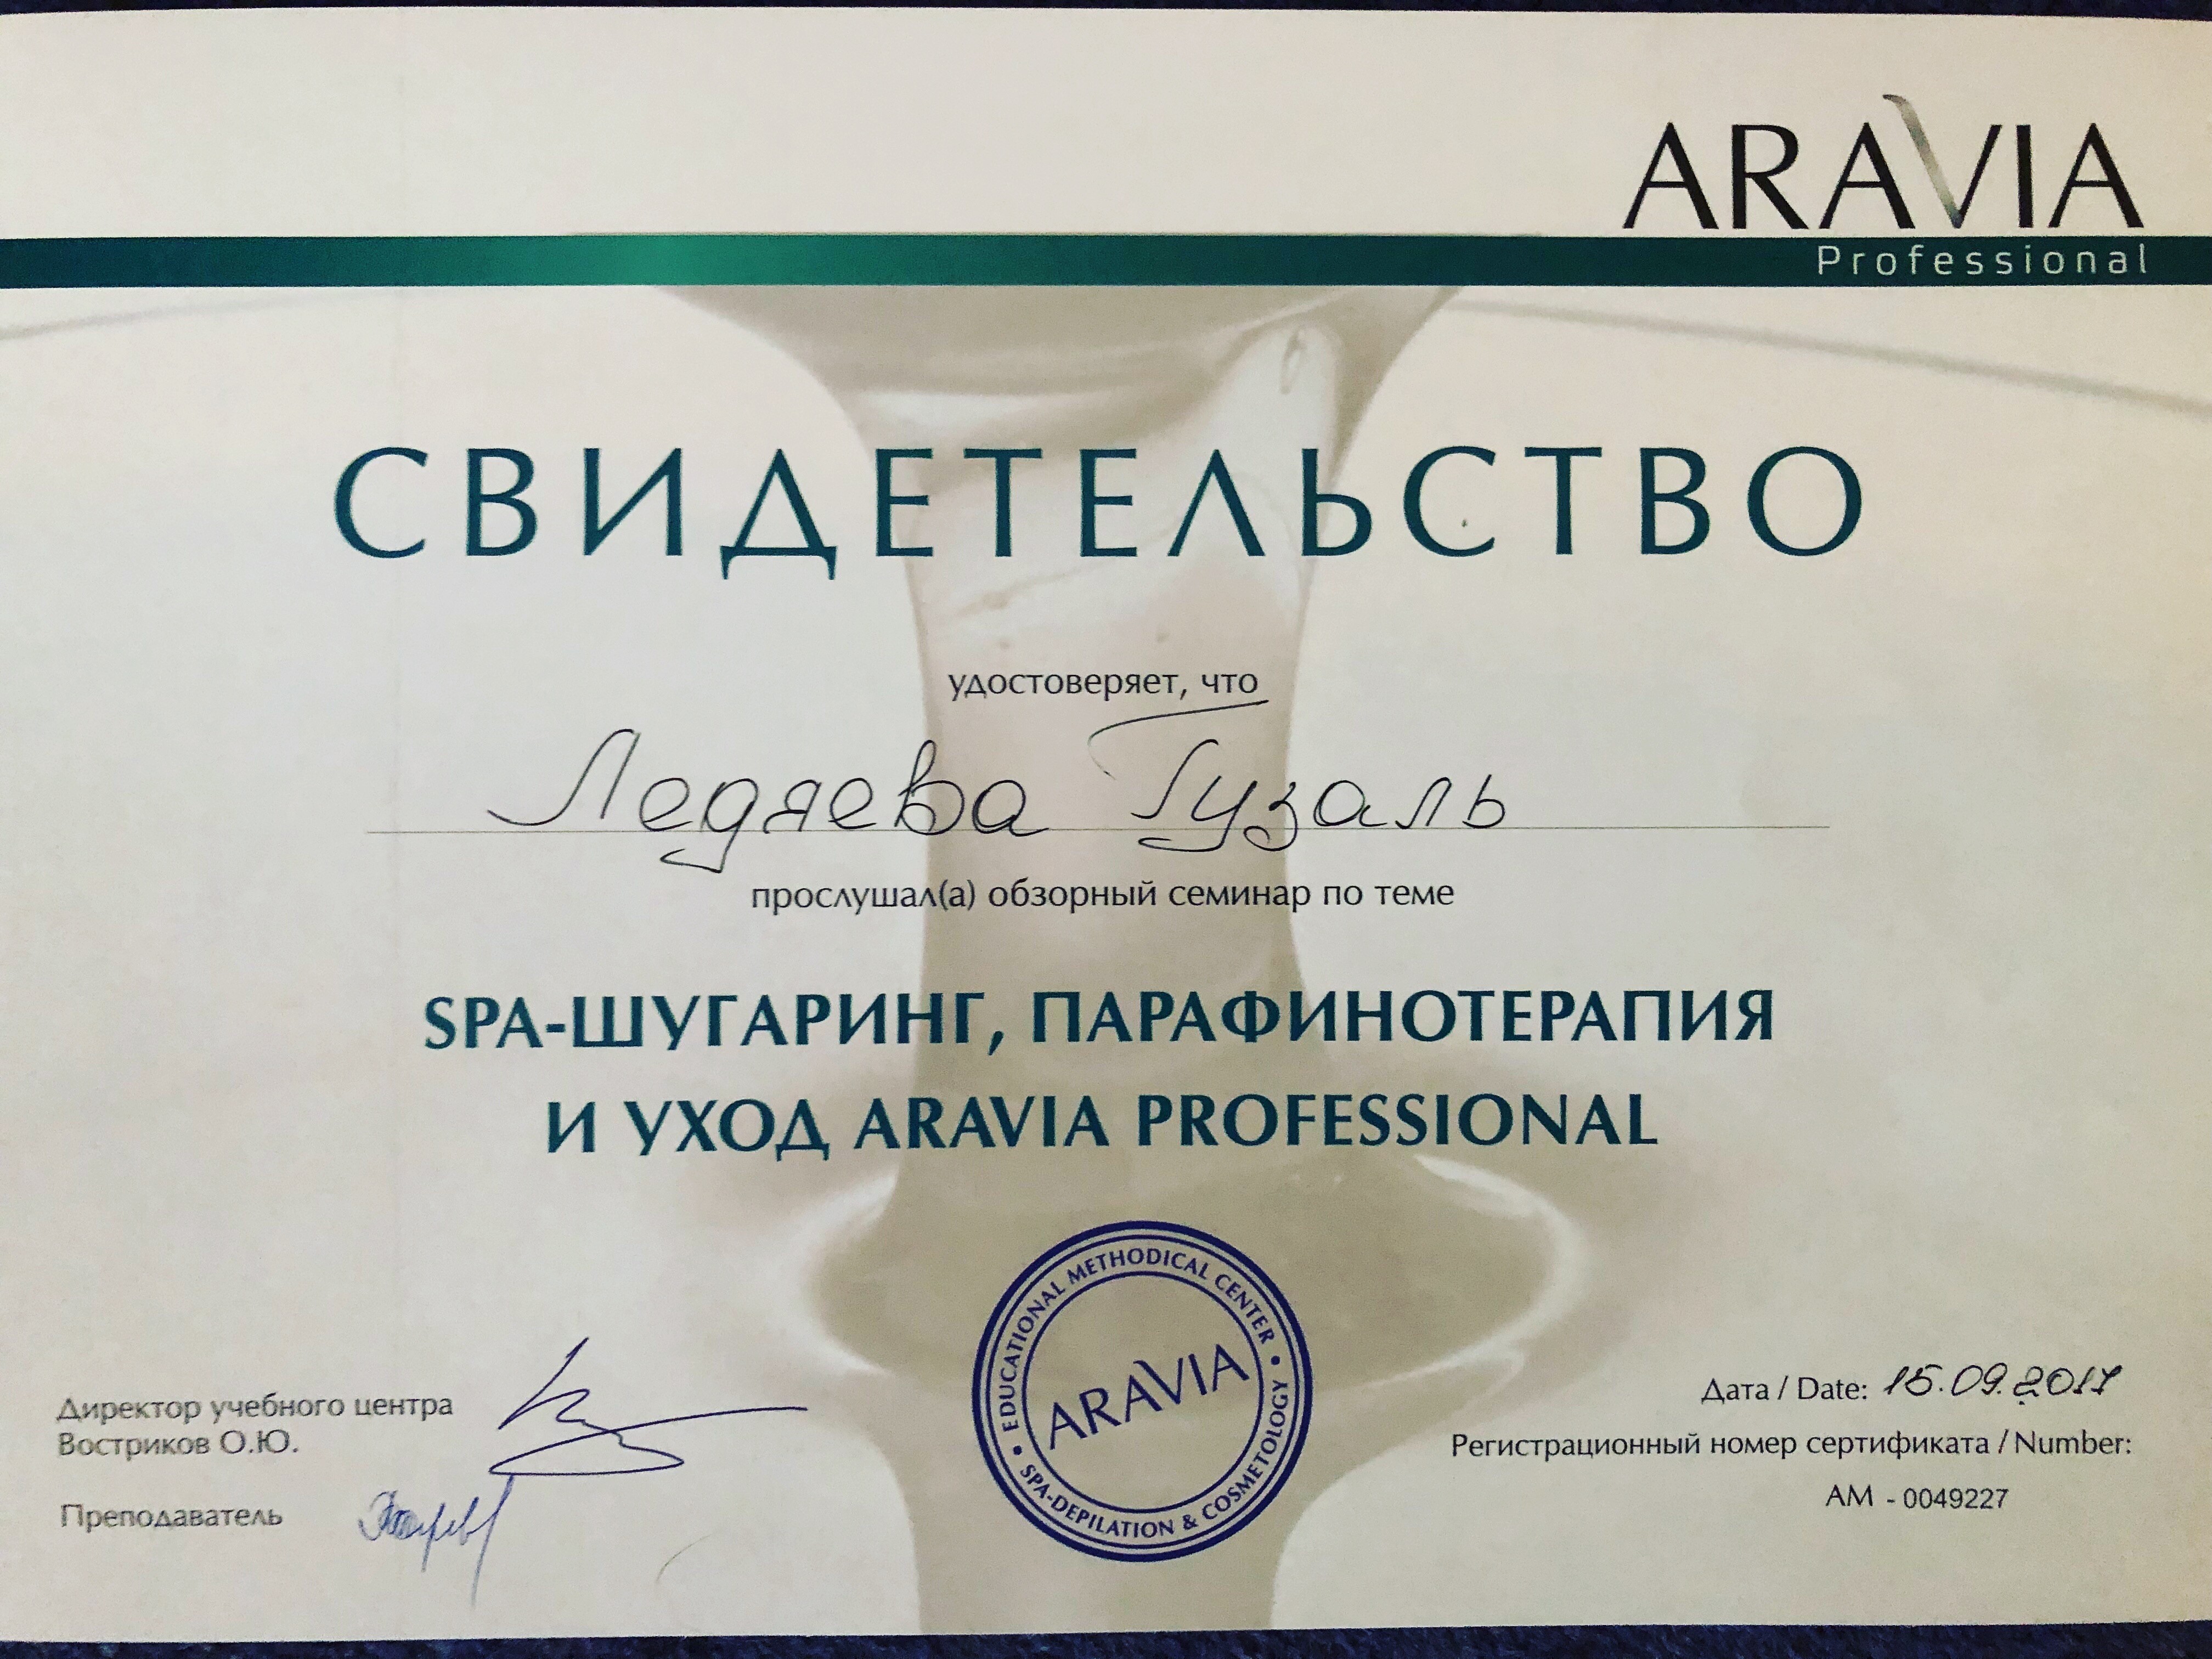 ARAVIA
Professional
СВИДЕТЕЛЬСТВО
удостоверяет, что
Ледяева Гузаль
прослушал(а) обзорный семинар по теме
SPA-ШУГАРИНГ, ПАРАФИНОТЕРАПИЯ
И УХОД ARAVIA PROFESSIONAL
• EDUCATIONAL METHODICAL CENTER •
ARAVIA
SPA-DEPILATION & COSMETOLOGY
Директор учебного центра
Востриков О.Ю.
Преподаватель
Дата / Date: 15.09.2017
Регистрационный номер сертификата / Number:
АМ - 0049227